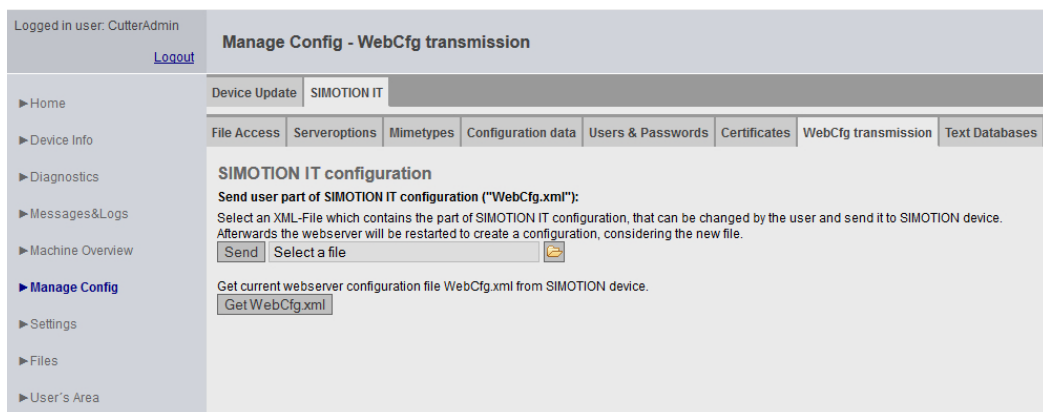 Logged in user: CutterAdmin
Logout
Manage Config - WebCfg transmission
►Home
►Device Info
►Diagnostics
►Messages&Logs
►Machine Overview
►Manage Config
►Settings
►Files
►User´s Area
Device Update SIMOTION IT
File Access Serveroptions Mimetypes Configuration data Users & Passwords Certificates WebCfg transmission Text Databases
SIMOTION IT configuration
Send user part of SIMOTION IT configuration ("WebCfg.xml"):
Select an XML-File which contains the part of SIMOTION IT configuration, that can be changed by the user and send it to SIMOTION device.
Afterwards the webserver will be restarted to create a configuration, considering the new file.
Send Select a file
Get current webserver configuration file WebCfg.xml from SIMOTION device.
Get WebCfg.xml